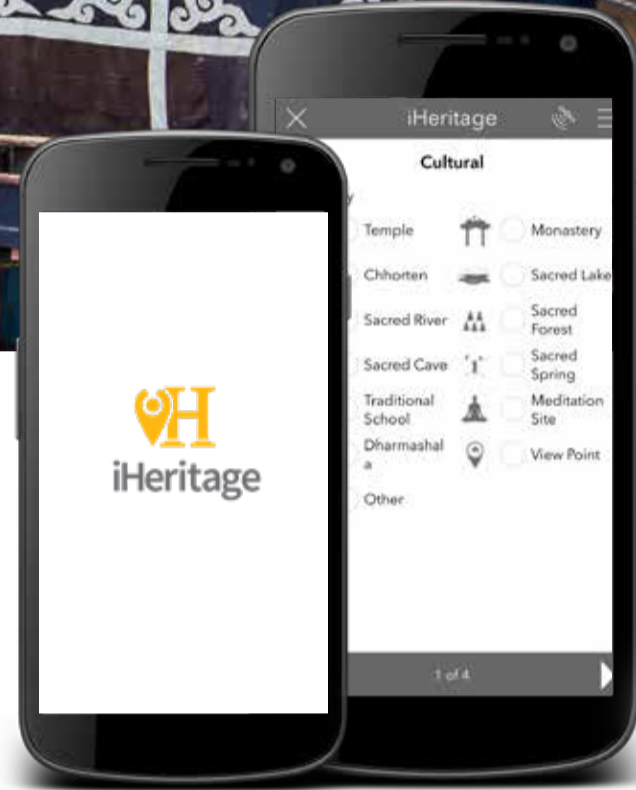 iHeritage
Cultural
y
Temple
Monastery
Chhorten
Sacred Lake
Sacred River
Sacred
Forest
Sacred Cave
Sacred
Spring
Traditional
School
Meditation
Site
Dharmashal
a
View Point
Other
1 of 4
iH
iHeritage